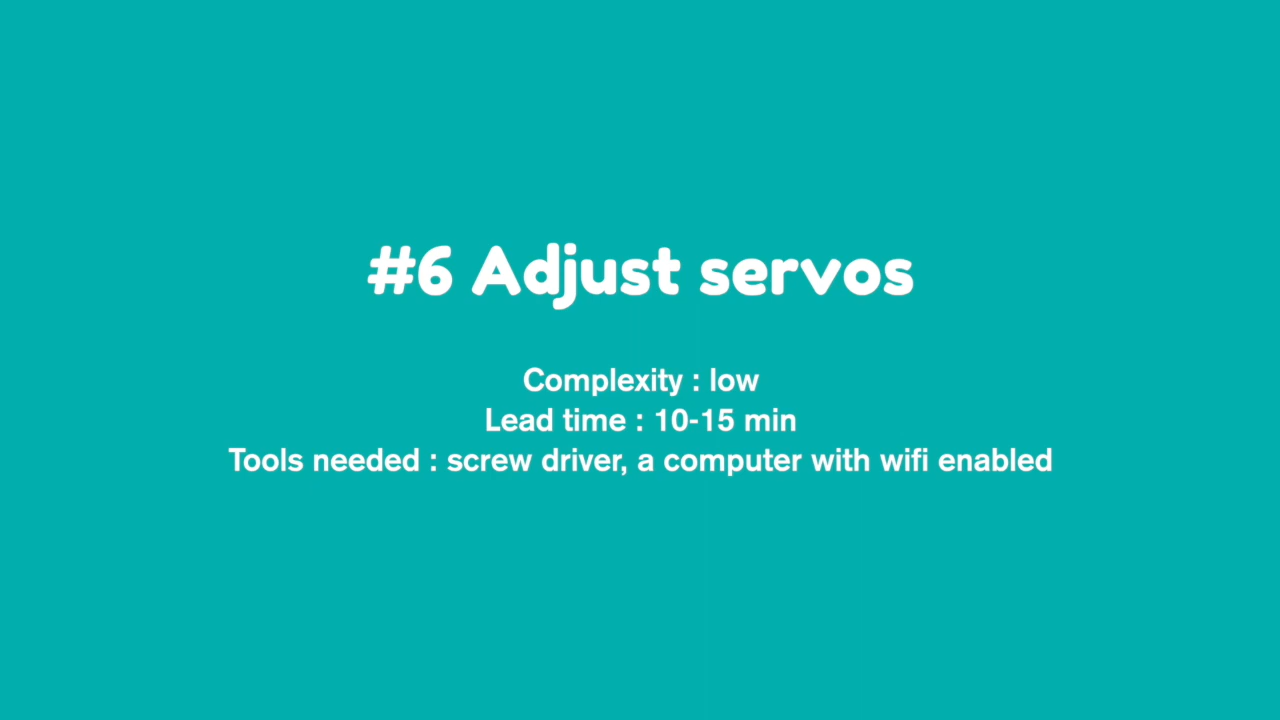 #6 Adjust servos
Complexity : low
Lead time : 10-15 min
Tools needed : screw driver, a computer with wifi enabled